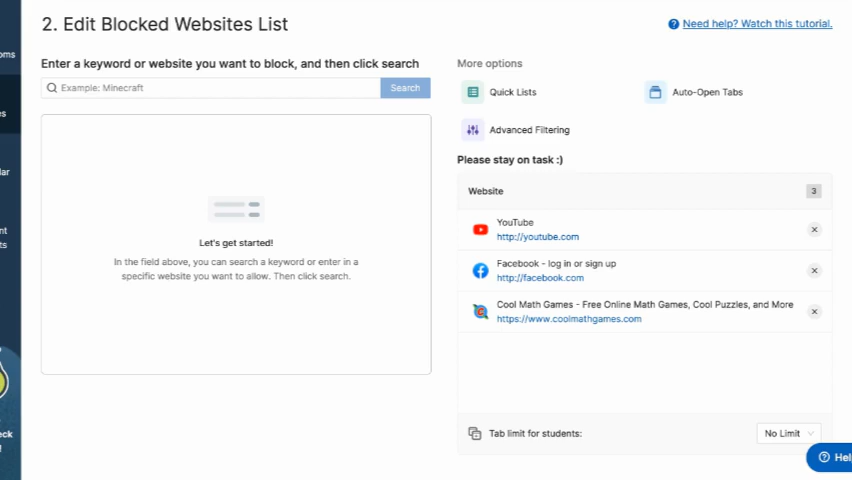 2. Edit Blocked Websites List
Need help? Watch this tutorial.
Enter a keyword or website you want to block, and then click search
Example: Minecraft
Search
Let's get started!
In the field above, you can search a keyword or enter in a
specific website you want to allow. Then click search.
More options
Quick Lists
Auto-Open Tabs
Advanced Filtering
Please stay on task :)
Website
3
YouTube
http://youtube.com
Facebook - log in or sign up
http://facebook.com
Cool Math Games - Free Online Math Games, Cool Puzzles, and More
https://www.coolmathgames.com
Tab limit for students:
No Limit